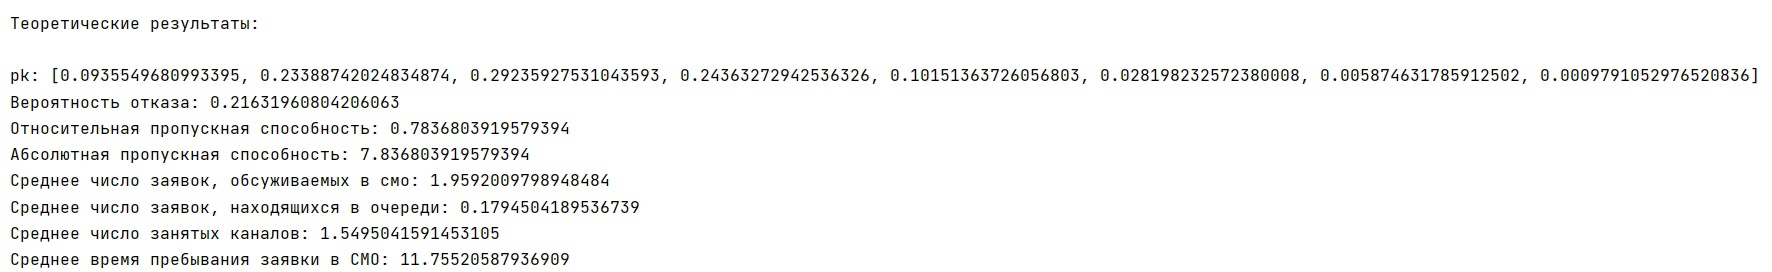 Теоретические результаты:
pk: [0.0935549680993395, 0.23388742024834874, 0.29235927531043593, 0.24363272942536326, 0.10151363726056803, 0.028198232572380008, 0.005874631785912502, 0.0009791052976520836]
Вероятность отказа: 0.21631960804206063
Относительная пропускная способность: 0.7836803919579394
Абсолютная пропускная способность: 7.836803919579394
Среднее число заявок, обсуживаемых в смо: 1.9592009798948484
Среднее число заявок, находящихся в очереди: 0.1794504189536739
Среднее число занятых каналов: 1.5495041591453105
Среднее время пребывания заявки в СМО: 11.75520587936909